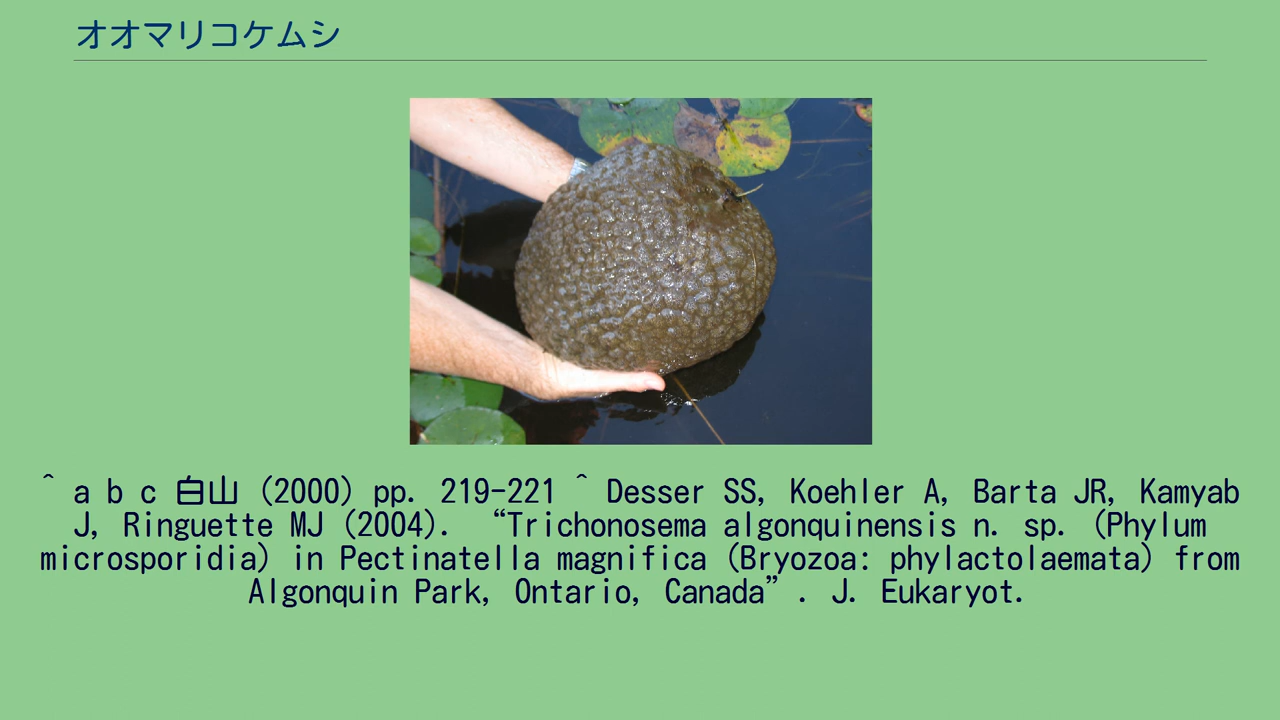 オオマリコケムシ
^ a b c 白山 (2000) pp. 219-221 ^ Desser SS, Koehler A, Barta JR, Kamyab
J, Ringuette MJ (2004). “Trichonosema algonquinensis n. sp. (Phylum
microsporidia) in Pectinatella magnifica (Bryozoa: phylactolaemata) from
Algonquin Park, Ontario, Canada”. J. Eukaryot.